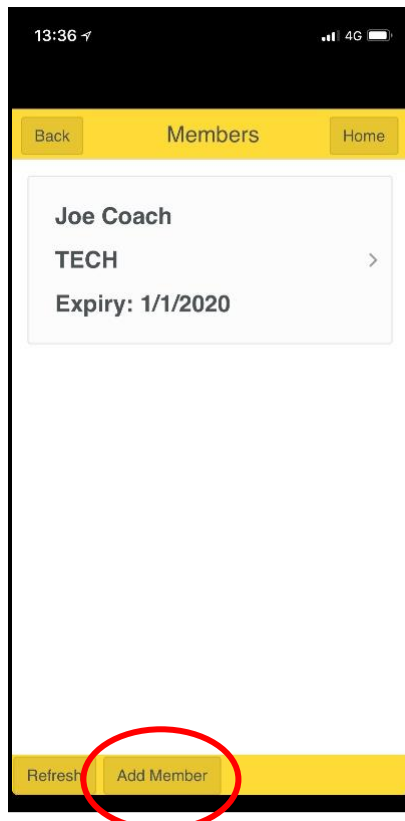 13:36 4G
Back Members Home
Joe Coach
TECH
Expiry: 1/1/2020
Refresh Add Member